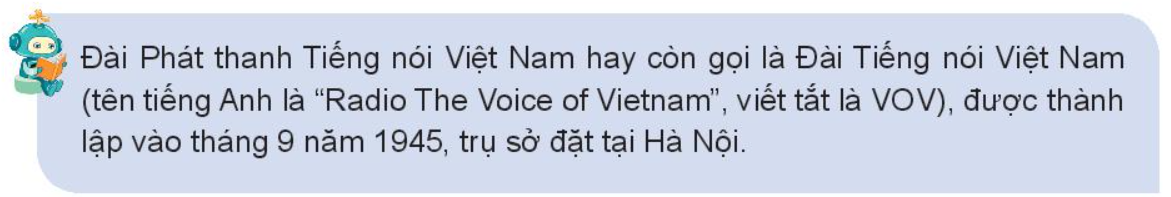 Đài Phát thanh Tiếng nói Việt Nam hay còn gọi là Đài Tiếng nói Việt Nam
(tên tiếng Anh là “Radio The Voice of Vietnam”, viết tắt là VOV), được thành
lập vào tháng 9 năm 1945, trụ sở đặt tại Hà Nội.